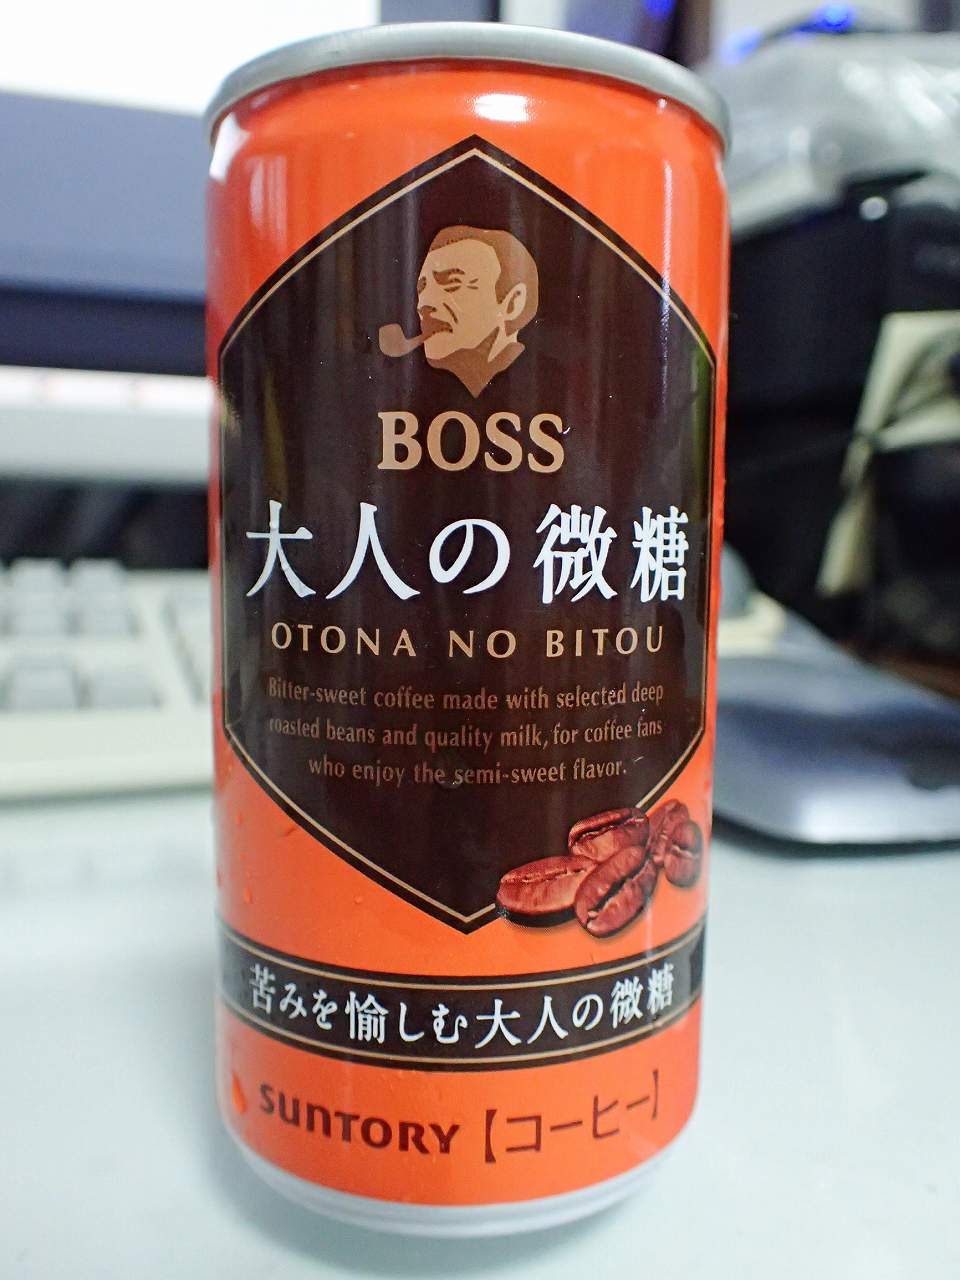 BOSS
大人の微糖
OTONA NO BITOU
Bitter-sweet coffee made with selected deep
roasted beans and quality milk, for coffee fans
who enjoy the semi-sweet flavor.
苦みを愉しむ大人の微糖
SUNTORY【コーヒー】